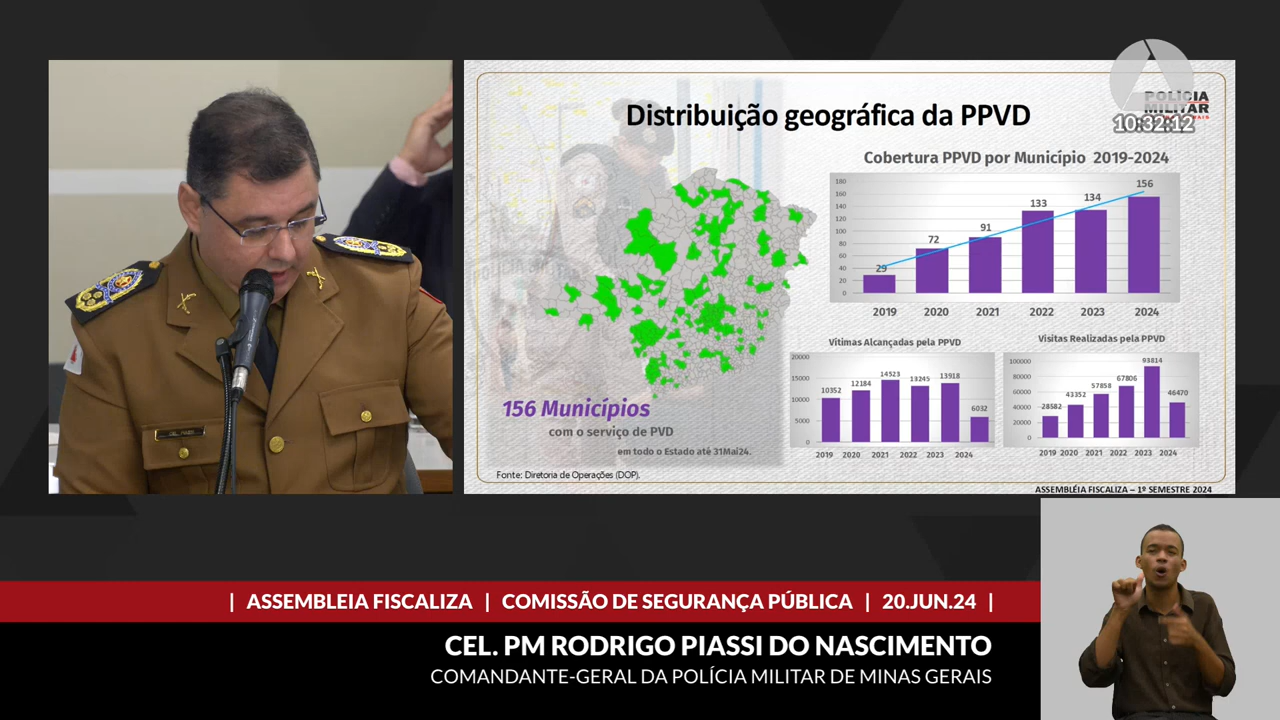 Distribuição geográfica da PPVD
POLÍCIA
MILITAR
10:32:12
Cobertura PPVD por Município 2019-2024
180
160
140
120
100
80
60
40
20
0
29
72
91
133
134
156
2019 2020 2021 2022 2023 2024
Vítimas Alcançadas pela PPVD
20000
15000
10000
5000
0
10352
12184
14523
13245
13918
6032
2019 2020 2021 2022 2023 2024
Visitas Realizadas pela PPVD
100000
80000
60000
40000
20000
0
28582
43352
57858
67806
93814
46470
2019 2020 2021 2022 2023 2024
156 Municípios
com o serviço de PVD
em todo o Estado até 31Mai24.
Fonte: Diretoria de Operações (DOP).
ASSEMBLÉIA FISCALIZA – 1º SEMESTRE 2024
| ASSEMBLEIA FISCALIZA | COMISSÃO DE SEGURANÇA PÚBLICA | 20.JUN.24 |
CEL. PM RODRIGO PIASSI DO NASCIMENTO
COMANDANTE-GERAL DA POLÍCIA MILITAR DE MINAS GERAIS